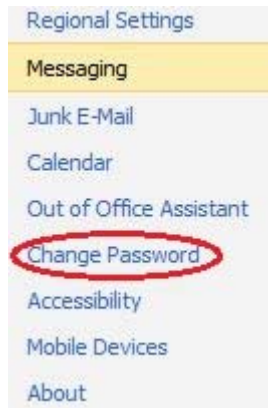 Regional Settings
Messaging
Junk E-Mail
Calendar
Out of Office Assistant
Change Password
Accessibility
Mobile Devices
About